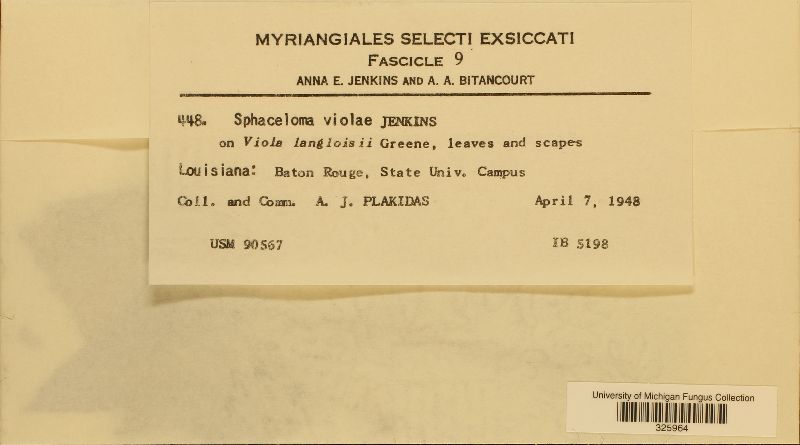 MYRIANGIALES SELECTI EXSICCATI
FASCICLE 9
ANNA E. JENKINS AND A. A. BITANCOURT
448. Sphaceloma violae JENKINS
on Viola langloisii Greene, leaves and scapes
Louisiana: Baton Rouge, State Univ. Campus
Coll. and Comm. A. J. PLAKIDAS April 7, 1948
USM 90567 IB 5198
University of Michigan Fungus Collection
325964